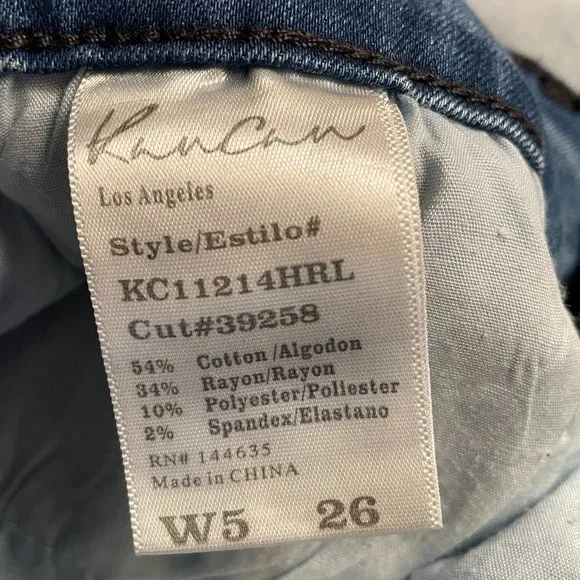 KanCan
Los Angeles
Style/Estilo#
KC11214HRL
Cut#39258
54% Cotton/Algodon
34% Rayon/Rayon
10% Polyester/Poliester
2% Spandex/Elastano
RN# 144635
Made in CHINA
W5 26